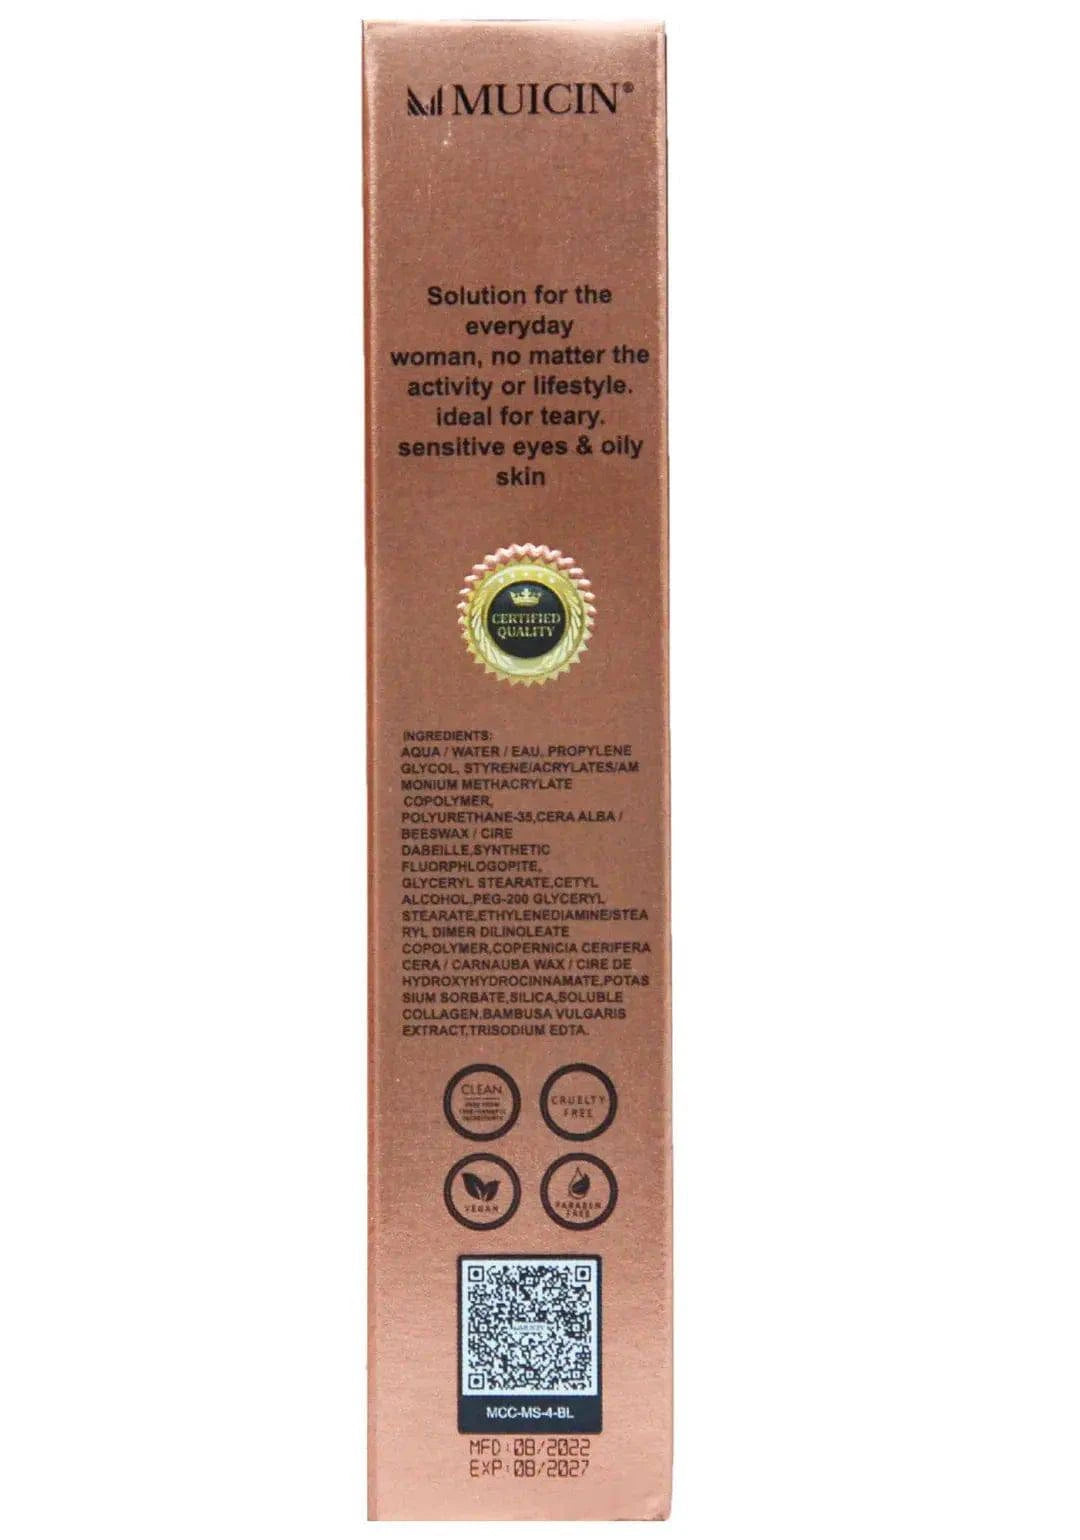 MUICIN®
Solution for the
everyday
woman, no matter the
activity or lifestyle.
ideal for teary.
sensitive eyes & oily
skin
CERTIFIED
QUALITY
INGREDIENTS:
AQUA / WATER / EAU, PROPYLENE
GLYCOL, STYRENE/ACRYLATES/AM
MONIUM METHACRYLATE
COPOLYMER,
POLYURETHANE-35,CERA ALBA /
BEESWAX / CIRE
DABEILLE,SYNTHETIC
FLUORPHLOGOPITE,
GLYCERYL STEARATE,CETYL
ALCOHOL,PEG-200 GLYCERYL
STEARATE,ETHYLENEDIAMINE/STEA
RYL DIMER DILINOLEATE
COPOLYMER,COPERNICIA CERIFERA
CERA / CARNAUBA WAX / CIRE DE
HYDROXYHYDROCINNAMATE,POTAS
SIUM SORBATE,SILICA,SOLUBLE
COLLAGEN,BAMBUSA VULGARIS
EXTRACT,TRISODIUM EDTA.
CLEAN
CRUELTY
FREE
VEGAN
PARABEN
FREE
MCC-MS-4-BL
MFD:08/2022
EXP:08/2027